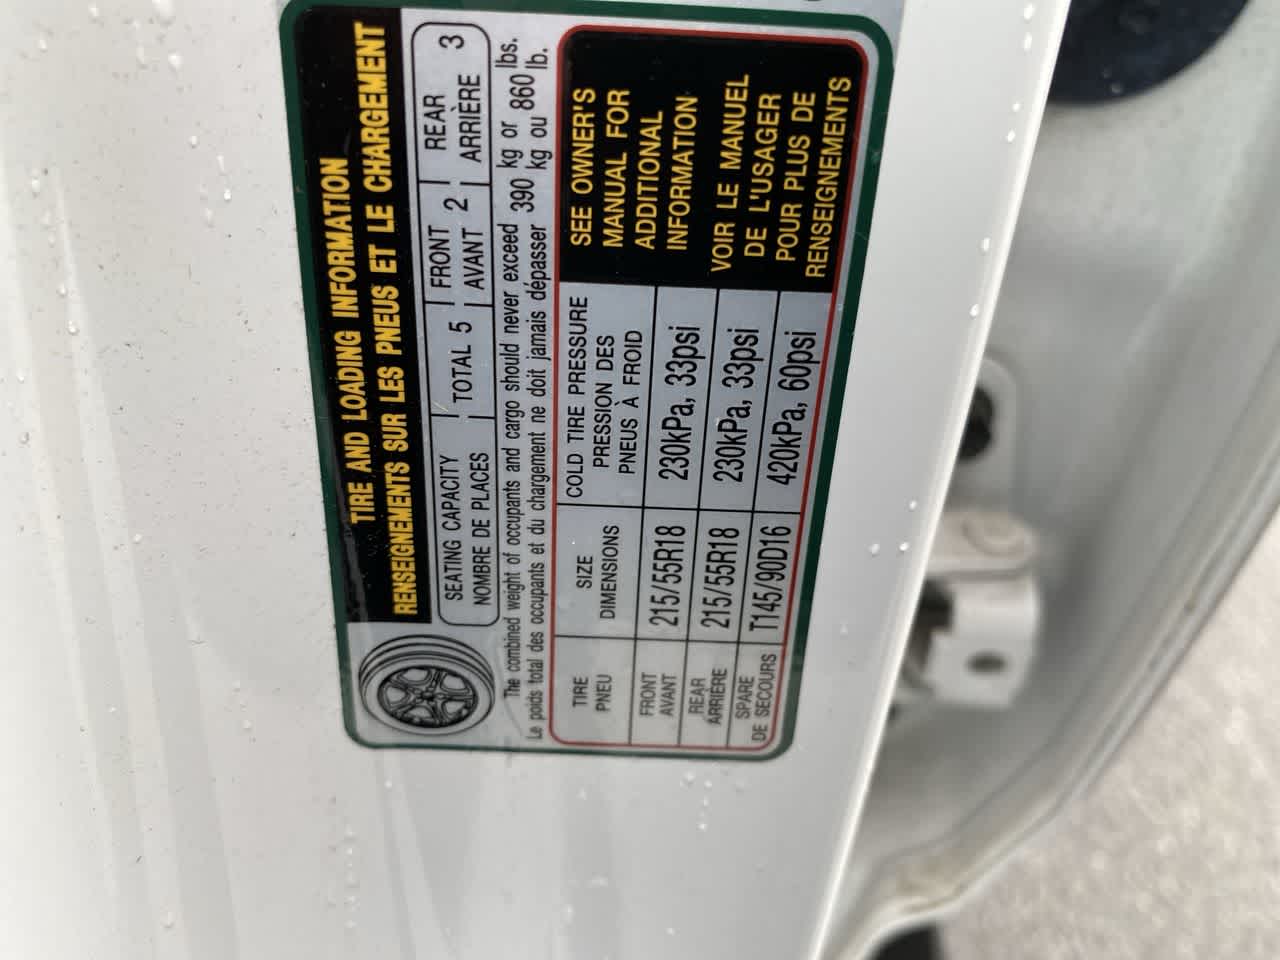 TIRE AND LOADING INFORMATION
RENSEIGNEMENTS SUR LES PNEUS ET LE CHARGEMENT
SEATING CAPACITY TOTAL 5 FRONT 2 REAR 3
NOMBRE DE PLACES AVANT ARRIÈRE
The combined weight of occupants and cargo should never exceed 390 kg or 860 lbs.
Le poids total des occupants et du chargement ne doit jamais dépasser kg ou lb.
TIRE SIZE COLD TIRE PRESSURE
PNEU DIMENSIONS PRESSION DES
PNEUS À FROID
FRONT 215/55R18 230kPa, 33psi
AVANT
REAR 215/55R18 230kPa, 33psi
ARRIÈRE
SPARE T145/90D16 420kPa, 60psi
DE SECOURS
SEE OWNER'S
MANUAL FOR
ADDITIONAL
INFORMATION
VOIR LE MANUEL
DE L'USAGER
POUR PLUS DE
RENSEIGNEMENTS